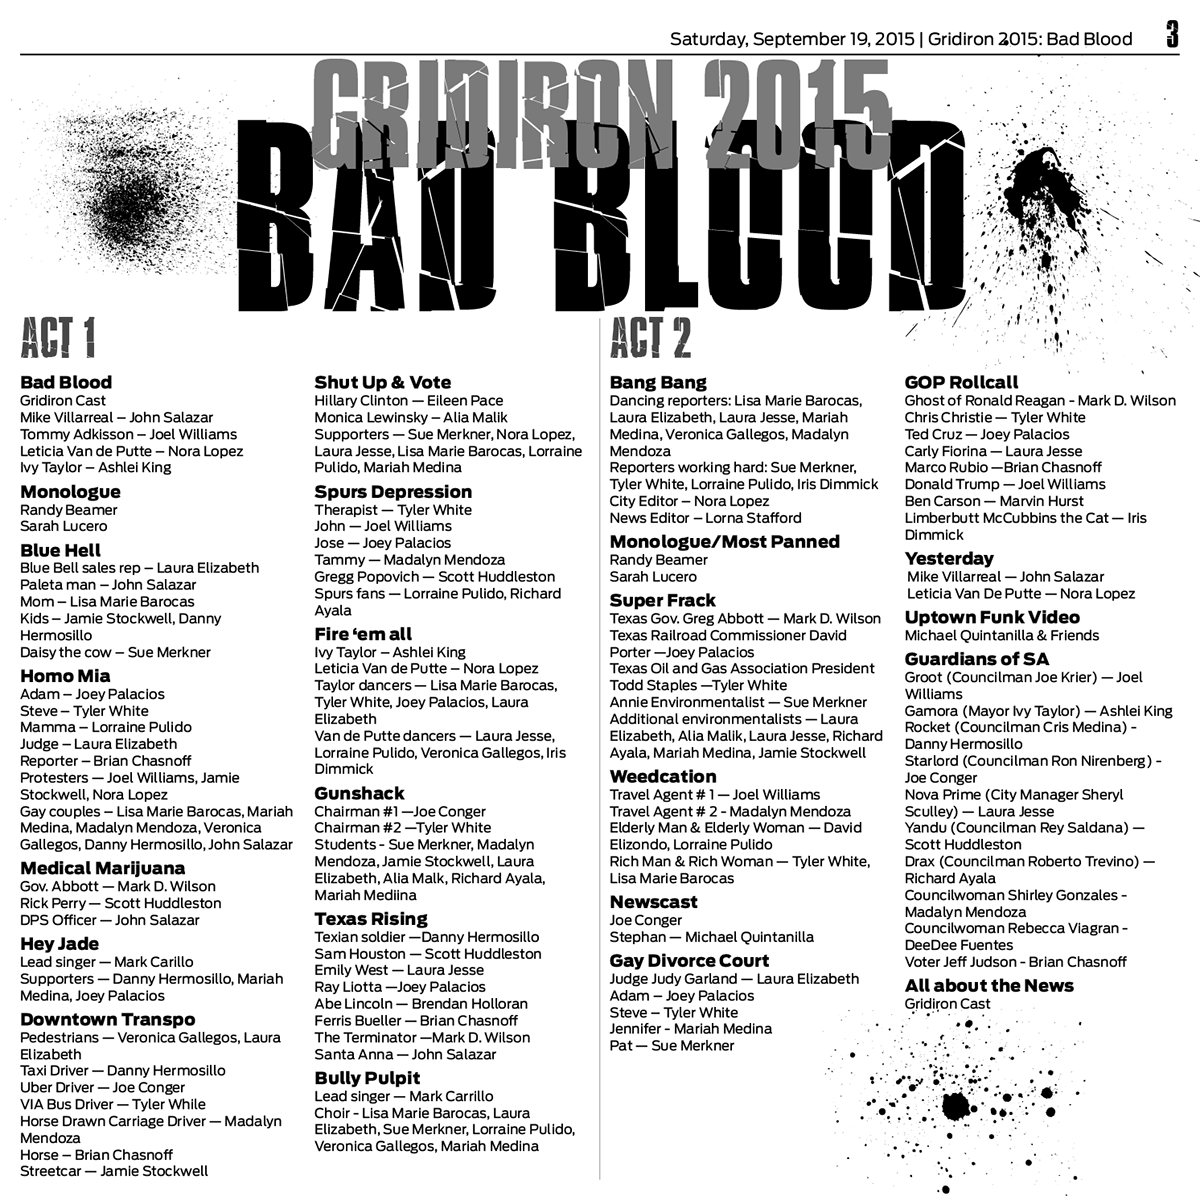 Saturday, September 19, 2015 | Gridiron 2015: Bad Blood 3
GRIDIRON 2015
BAD BLOOD
ACT 1
Bad Blood
Gridiron Cast
Mike Villarreal – John Salazar
Tommy Adkisson – Joel Williams
Leticia Van de Putte – Nora Lopez
Ivy Taylor – Ashlei King
Monologue
Randy Beamer
Sarah Lucero
Blue Hell
Blue Bell sales rep – Laura Elizabeth
Paleta man – John Salazar
Mom – Lisa Marie Barocas
Kids – Jamie Stockwell, Danny
Hermosillo
Daisy the cow – Sue Merkner
Homo Mia
Adam – Joey Palacios
Steve – Tyler White
Mamma – Lorraine Pulido
Judge – Laura Elizabeth
Reporter – Brian Chasnoff
Protesters — Joel Williams, Jamie
Stockwell, Nora Lopez
Gay couples – Lisa Marie Barocas, Mariah
Medina, Madalyn Mendoza, Veronica
Gallegos, Danny Hermosillo, John Salazar
Medical Marijuana
Gov. Abbott — Mark D. Wilson
Rick Perry — Scott Huddleston
DPS Officer — John Salazar
Hey Jade
Lead singer — Mark Carillo
Supporters — Danny Hermosillo, Mariah
Medina, Joey Palacios
Downtown Transpo
Pedestrians — Veronica Gallegos, Laura
Elizabeth
Taxi Driver — Danny Hermosillo
Uber Driver — Joe Conger
VIA Bus Driver — Tyler While
Horse Drawn Carriage Driver — Madalyn
Mendoza
Horse – Brian Chasnoff
Streetcar — Jamie Stockwell
Shut Up & Vote
Hillary Clinton — Eileen Pace
Monica Lewinsky – Alia Malik
Supporters — Sue Merkner, Nora Lopez,
Laura Jesse, Lisa Marie Barocas, Lorraine
Pulido, Mariah Medina
Spurs Depression
Therapist — Tyler White
John — Joel Williams
Jose — Joey Palacios
Tammy — Madalyn Mendoza
Gregg Popovich — Scott Huddleston
Spurs fans — Lorraine Pulido, Richard
Ayala
Fire ‘em all
Ivy Taylor – Ashlei King
Leticia Van de Putte – Nora Lopez
Taylor dancers — Lisa Marie Barocas,
Tyler White, Joey Palacios, Laura
Elizabeth
Van de Putte dancers — Laura Jesse,
Lorraine Pulido, Veronica Gallegos, Iris
Dimmick
Gunshack
Chairman #1 —Joe Conger
Chairman #2 —Tyler White
Students - Sue Merkner, Madalyn
Mendoza, Jamie Stockwell, Laura
Elizabeth, Alia Malk, Richard Ayala,
Mariah Mediina
Texas Rising
Texian soldier —Danny Hermosillo
Sam Houston — Scott Huddleston
Emily West — Laura Jesse
Ray Liotta —Joey Palacios
Abe Lincoln — Brendan Holloran
Ferris Bueller — Brian Chasnoff
The Terminator —Mark D. Wilson
Santa Anna — John Salazar
Bully Pulpit
Lead singer — Mark Carrillo
Choir - Lisa Marie Barocas, Laura
Elizabeth, Sue Merkner, Lorraine Pulido,
Veronica Gallegos, Mariah Medina
ACT 2
Bang Bang
Dancing reporters: Lisa Marie Barocas,
Laura Elizabeth, Laura Jesse, Mariah
Medina, Veronica Gallegos, Madalyn
Mendoza
Reporters working hard: Sue Merkner,
Tyler White, Lorraine Pulido, Iris Dimmick
City Editor – Nora Lopez
News Editor – Lorna Stafford
Monologue/Most Panned
Randy Beamer
Sarah Lucero
Super Frack
Texas Gov. Greg Abbott — Mark D. Wilson
Texas Railroad Commissioner David
Porter —Joey Palacios
Texas Oil and Gas Association President
Todd Staples —Tyler White
Annie Environmentalist — Sue Merkner
Additional environmentalists — Laura
Elizabeth, Alia Malik, Laura Jesse, Richard
Ayala, Mariah Medina, Jamie Stockwell
Weedcation
Travel Agent # 1 — Joel Williams
Travel Agent # 2 - Madalyn Mendoza
Elderly Man & Elderly Woman — David
Elizondo, Lorraine Pulido
Rich Man & Rich Woman — Tyler White,
Lisa Marie Barocas
Newscast
Joe Conger
Stephan — Michael Quintanilla
Gay Divorce Court
Judge Judy Garland — Laura Elizabeth
Adam – Joey Palacios
Steve – Tyler White
Jennifer - Mariah Medina
Pat — Sue Merkner
GOP Rollcall
Ghost of Ronald Reagan - Mark D. Wilson
Chris Christie — Tyler White
Ted Cruz — Joey Palacios
Carly Fiorina — Laura Jesse
Marco Rubio —Brian Chasnoff
Donald Trump — Joel Williams
Ben Carson — Marvin Hurst
Limberbutt McCubbins the Cat — Iris
Dimmick
Yesterday
Mike Villarreal — John Salazar
Leticia Van De Putte — Nora Lopez
Uptown Funk Video
Michael Quintanilla & Friends
Guardians of SA
Groot (Councilman Joe Krier) — Joel
Williams
Gamora (Mayor Ivy Taylor) — Ashlei King
Rocket (Councilman Cris Medina) -
Danny Hermosillo
Starlord (Councilman Ron Nirenberg) -
Joe Conger
Nova Prime (City Manager Sheryl
Sculley) — Laura Jesse
Yandu (Councilman Rey Saldana) —
Scott Huddleston
Drax (Councilman Roberto Trevino) —
Richard Ayala
Councilwoman Shirley Gonzales -
Madalyn Mendoza
Councilwoman Rebecca Viagran -
DeeDee Fuentes
Voter Jeff Judson - Brian Chasnoff
All about the News
Gridiron Cast